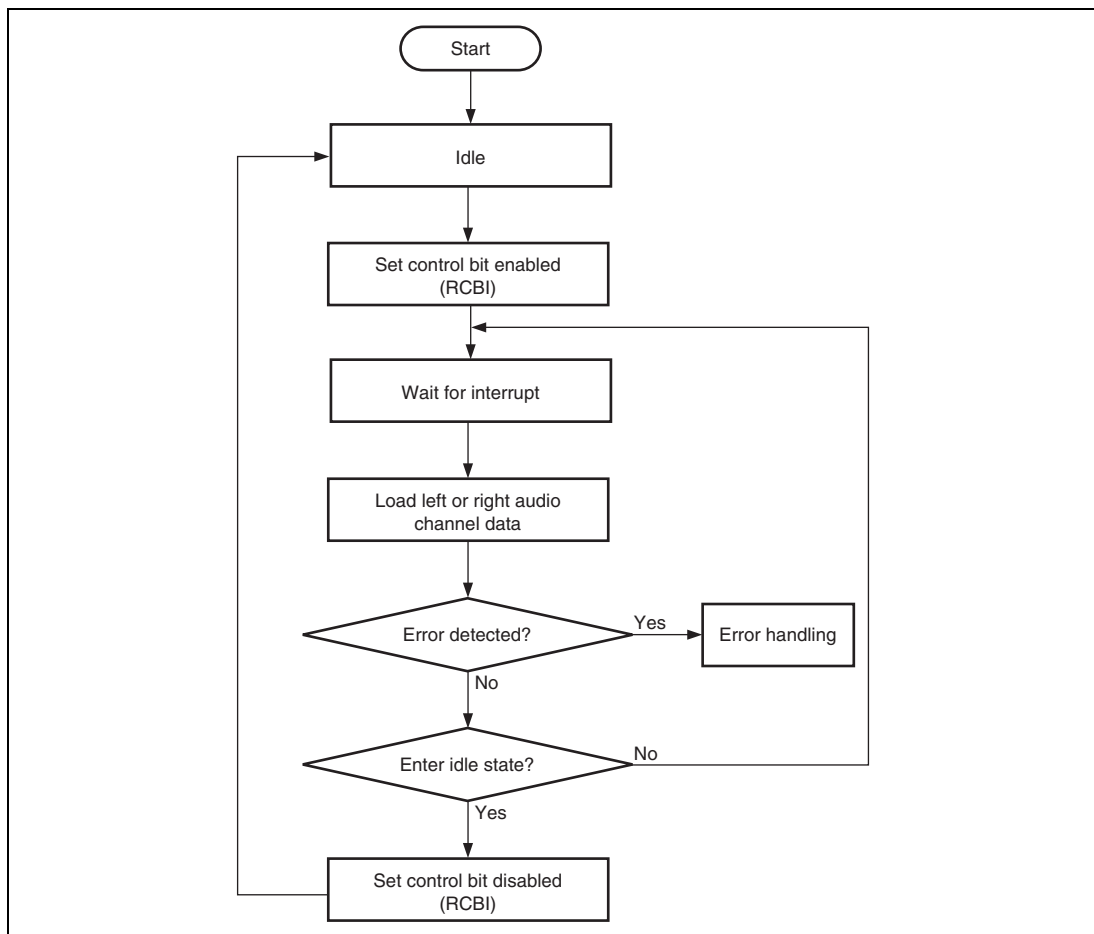 Start
Idle
Set control bit enabled
(RCBI)
Wait for interrupt
Load left or right audio
channel data
Error detected?
Yes
Error handling
No
Enter idle state?
No
Yes
Set control bit disabled
(RCBI)